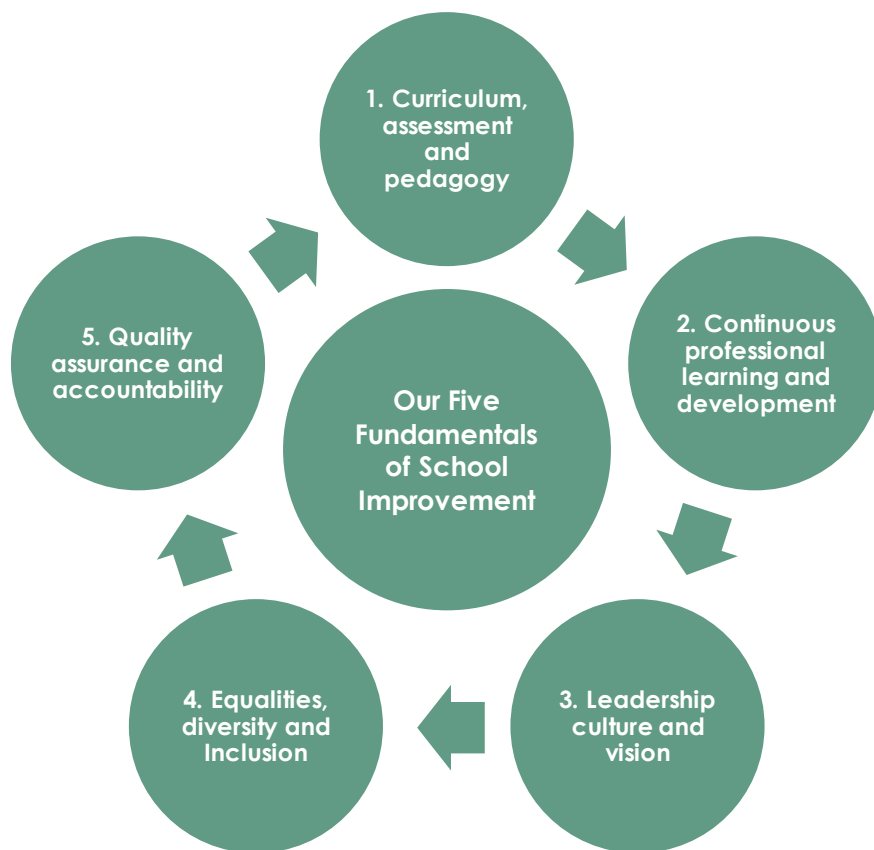 1. Curriculum,
assessment
and
pedagogy
2. Continuous
professional
learning and
development
3. Leadership
culture and
vision
4. Equalities,
diversity and
Inclusion
5. Quality
assurance and
accountability
Our Five
Fundamentals
of School
Improvement